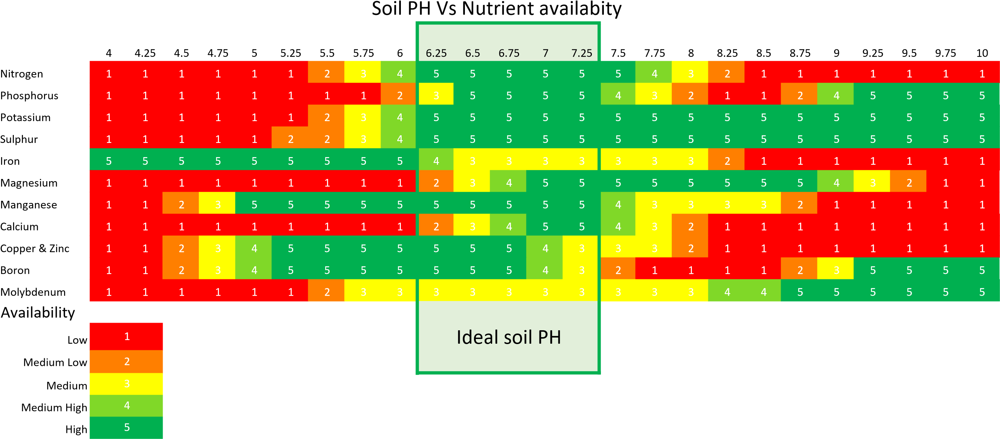 Soil PH Vs Nutrient availabity
4 4.25 4.5 4.75 5 5.25 5.5 5.75 6 6.25 6.5 6.75 7 7.25 7.5 7.75 8 8.25 8.5 8.75 9 9.25 9.5 9.75 10
Nitrogen 1 1 1 1 1 1 2 3 4 5 5 5 5 5 5 4 3 2 1 1 1 1 1 1 1
Phosphorus 1 1 1 1 1 1 1 1 2 3 5 5 5 5 4 3 2 1 1 2 4 5 5 5 5
Potassium 1 1 1 1 1 1 2 3 4 5 5 5 5 5 5 5 5 5 5 5 5 5 5 5 5
Sulphur 1 1 1 1 1 2 2 3 4 5 5 5 5 5 5 5 5 5 5 5 5 5 5 5 5
Iron 5 5 5 5 5 5 5 5 5 4 3 3 3 3 3 3 3 2 1 1 1 1 1 1 1
Magnesium 1 1 1 1 1 1 1 1 1 2 3 4 5 5 5 5 5 5 5 5 4 3 2 1 1
Manganese 1 1 2 3 5 5 5 5 5 5 5 5 5 5 4 3 3 3 3 2 1 1 1 1 1
Calcium 1 1 1 1 1 1 1 1 1 2 3 4 5 5 4 3 2 1 1 1 1 1 1 1 1
Copper & Zinc 1 1 2 3 4 5 5 5 5 5 5 5 4 3 3 3 2 1 1 1 1 1 1 1 1
Boron 1 1 2 3 4 5 5 5 5 5 5 5 4 3 2 1 1 1 1 2 3 5 5 5 5
Molybdenum 1 1 1 1 1 1 2 3 3 3 3 3 3 3 3 3 3 4 4 5 5 5 5 5 5
Availability
Low 1
Medium Low 2
Medium 3
Medium High 4
High 5
Ideal soil PH